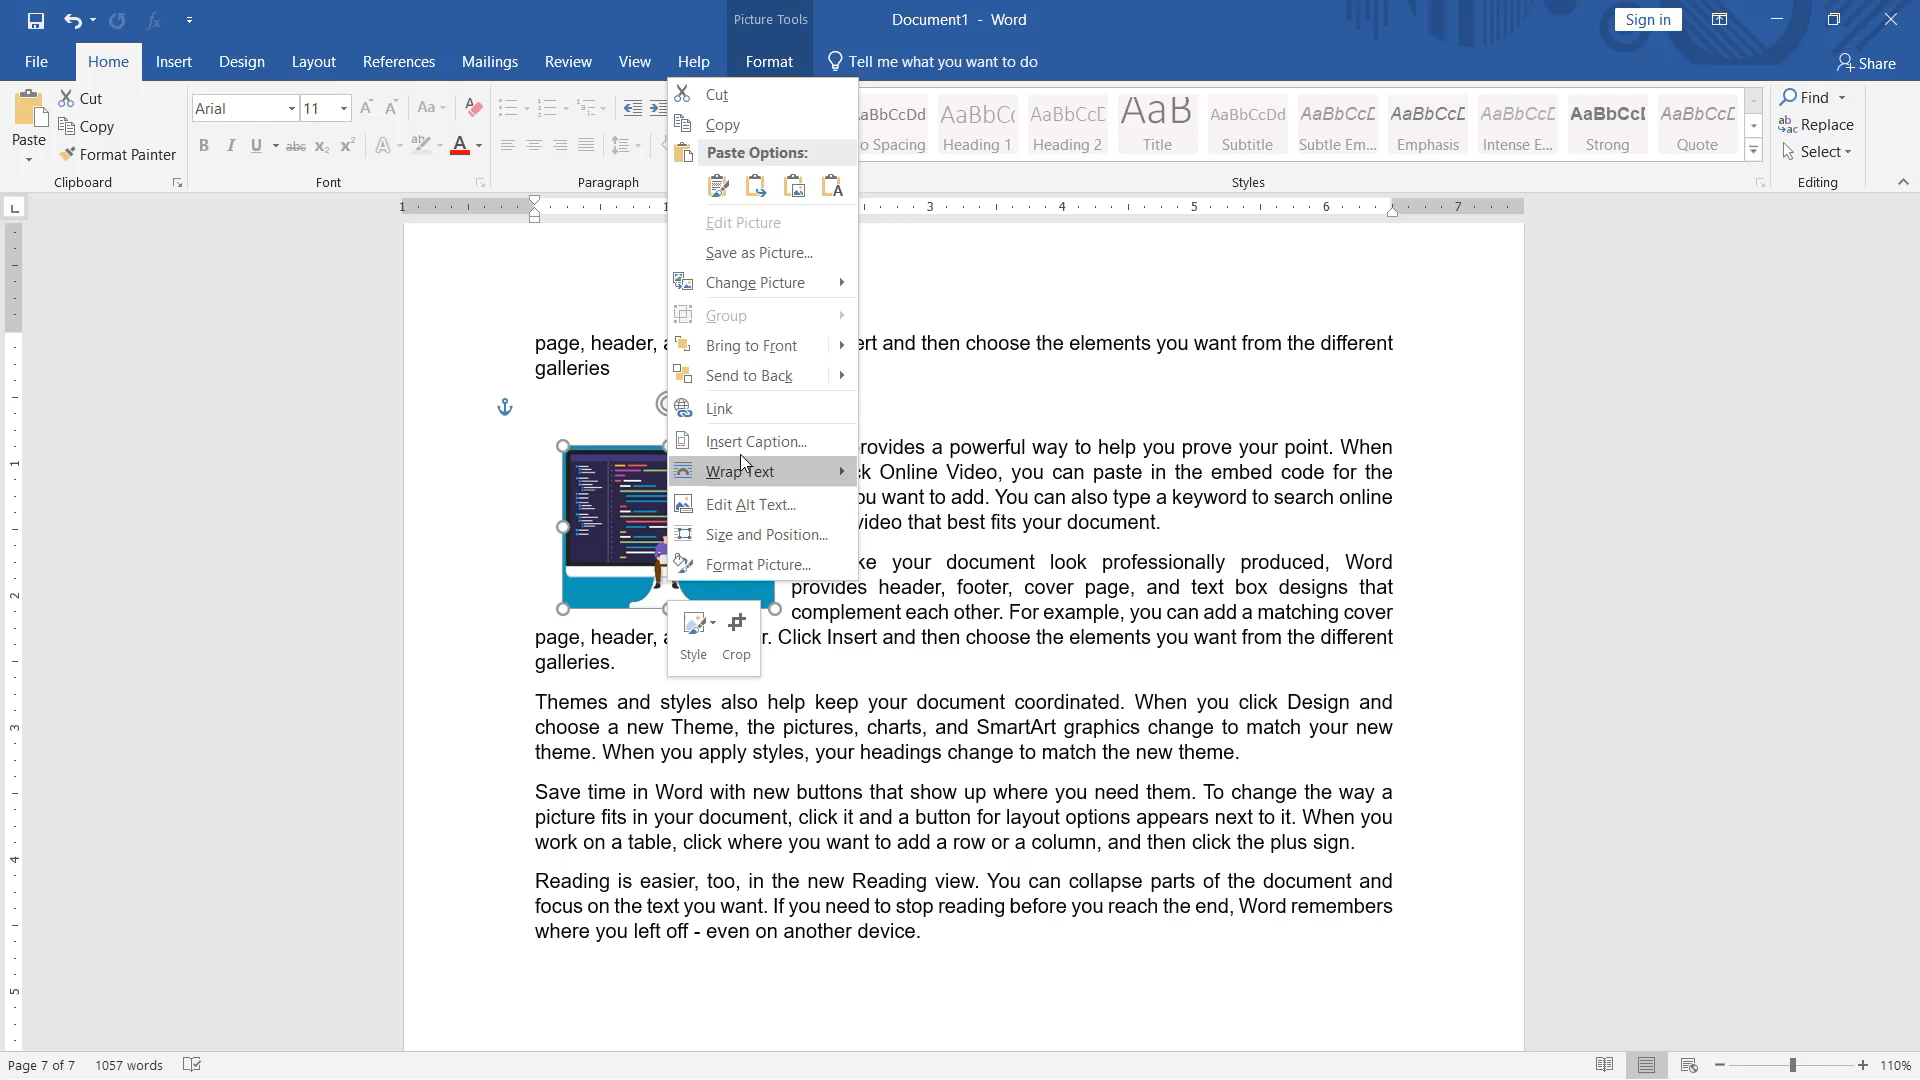 Picture Tools
Document1 - Word
Sign in
File
Home
Insert
Design
Layout
References
Mailings
Review
View
Help
Format
Tell me what you want to do
Share
Paste
Cut
Copy
Format Painter
Clipboard
Arial
11
Font
Paragraph
AaBbCcDd
Heading 1
Heading 2
Title
Subtitle
Subtle Em...
Emphasis
Intense E...
Strong
Quote
Styles
Find
Replace
Select
Editing
Cut
Copy
Paste Options:
Edit Picture
Save as Picture...
Change Picture
Group
Bring to Front
Send to Back
Link
Insert Caption...
Wrap Text
Edit Alt Text...
Size and Position...
Format Picture...
Style
Crop
page, header, and then choose the elements you want from the different
galleries
provides a powerful way to help you prove your point. When
Online Video, you can paste in the embed code for the
you want to add. You can also type a keyword to search online
video that best fits your document.
your document look professionally produced, Word
provides header, footer, cover page, and text box designs that
complement each other. For example, you can add a matching cover
page, header, Click Insert and then choose the elements you want from the different
galleries.
Themes and styles also help keep your document coordinated. When you click Design and
choose a new Theme, the pictures, charts, and SmartArt graphics change to match your new
theme. When you apply styles, your headings change to match the new theme.
Save time in Word with new buttons that show up where you need them. To change the way a
picture fits in your document, click it and a button for layout options appears next to it. When you
work on a table, click where you want to add a row or a column, and then click the plus sign.
Reading is easier, too, in the new Reading view. You can collapse parts of the document and
focus on the text you want. If you need to stop reading before you reach the end, Word remembers
where you left off - even on another device.
Page 7 of 7
1057 words
110%